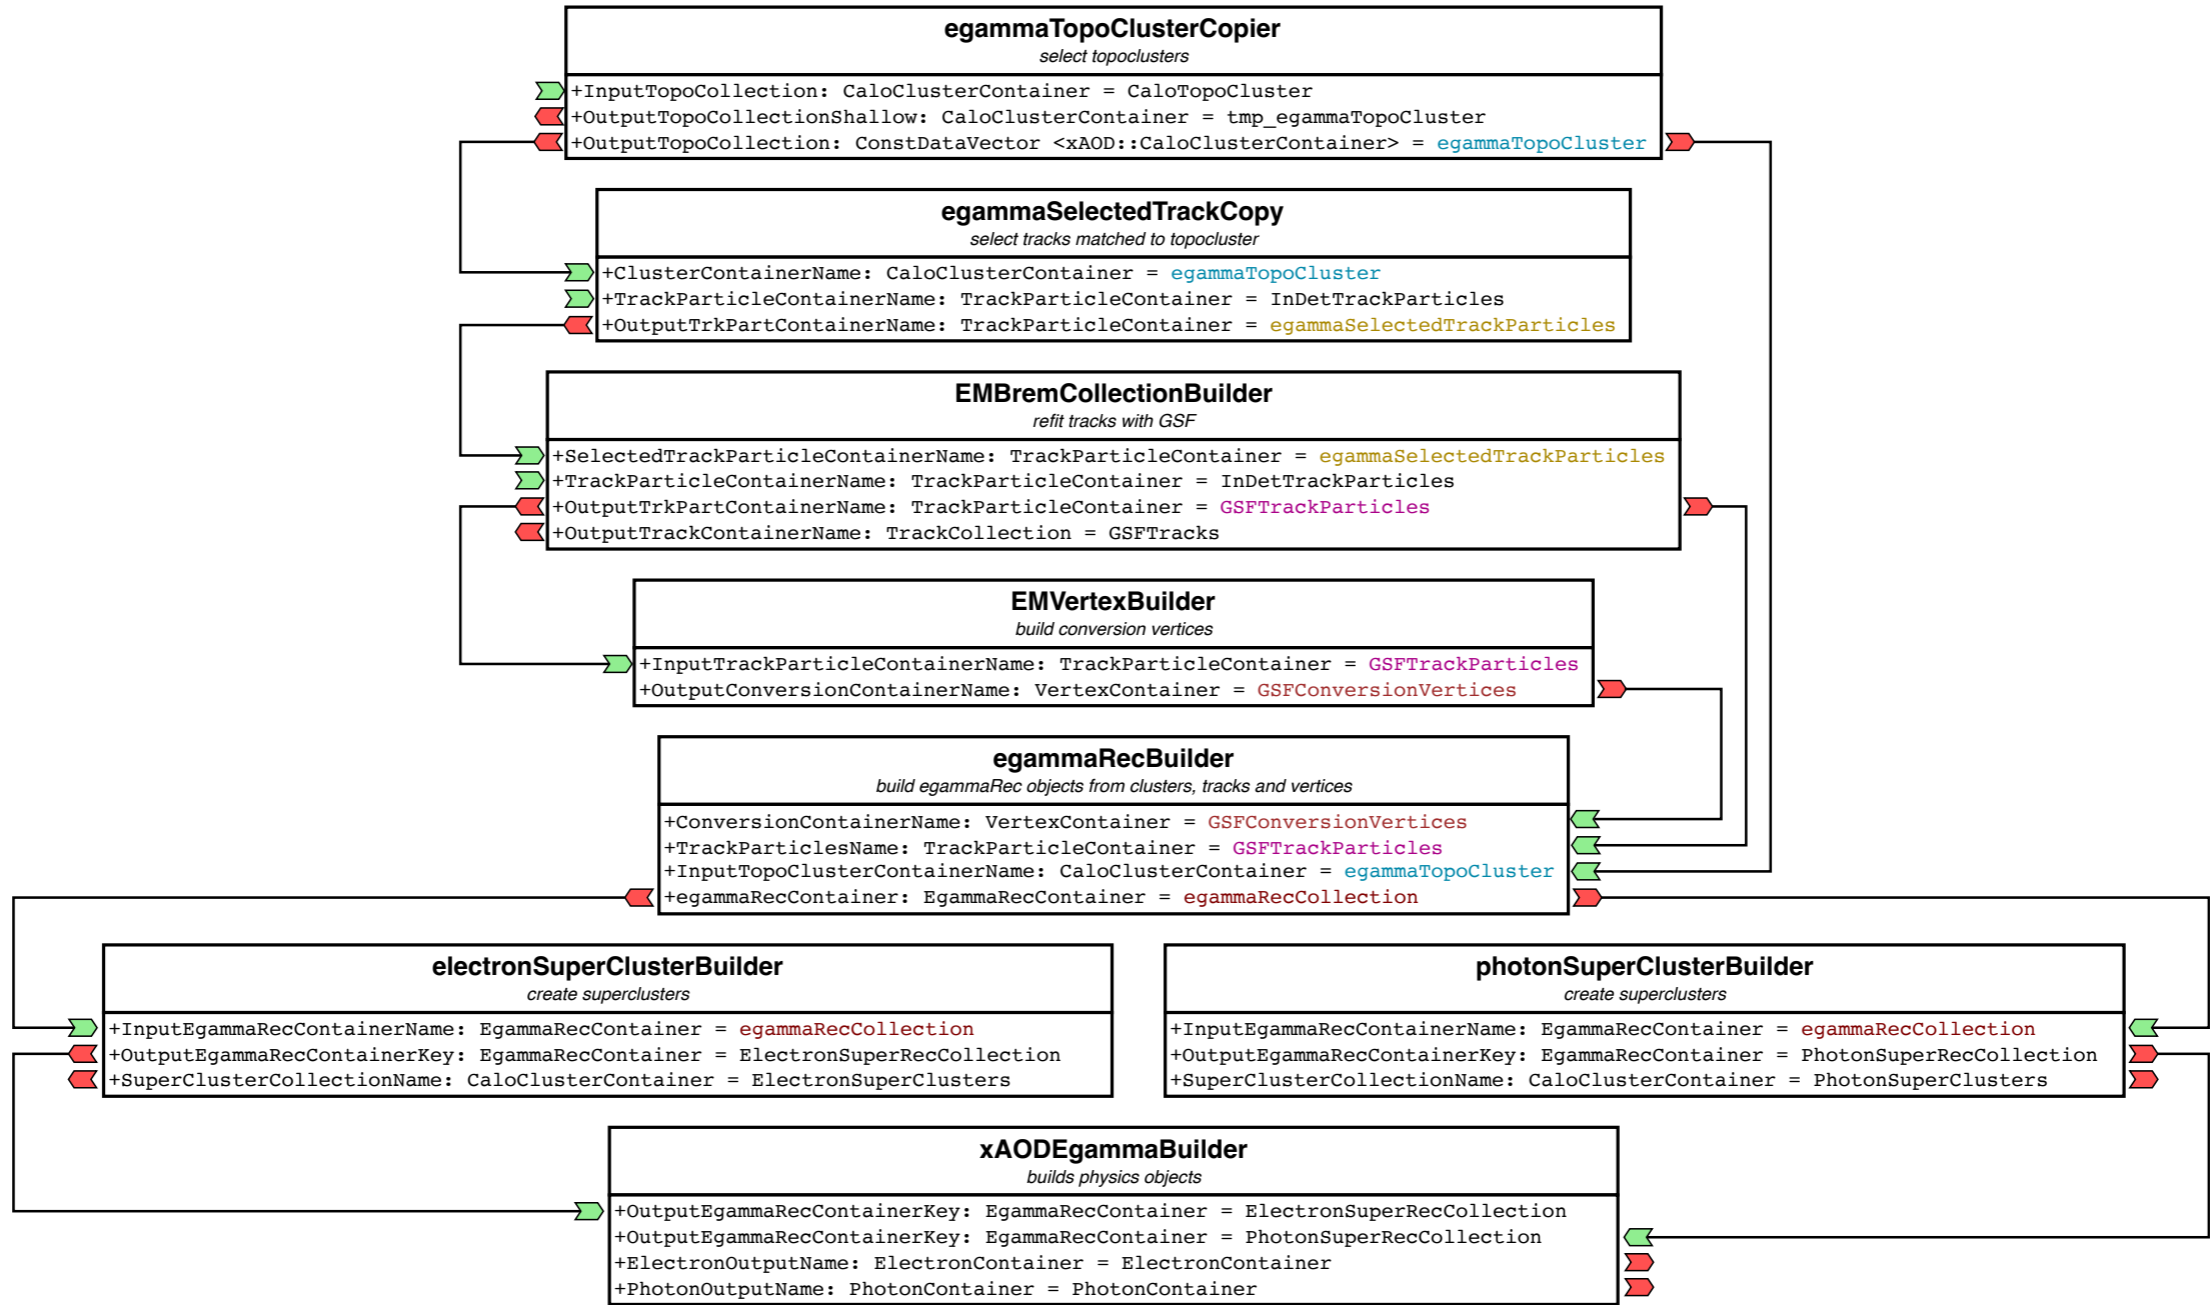 egammaTopoClusterCopier
select topoclusters
+InputTopoCollection: CaloClusterContainer = CaloTopoCluster
+OutputTopoCollectionShallow: CaloClusterContainer = tmp_egammaTopoCluster
+OutputTopoCollection: ConstDataVector <xAOD::CaloClusterContainer> = egammaTopoCluster
egammaSelectedTrackCopy
select tracks matched to topocluster
+ClusterContainerName: CaloClusterContainer = egammaTopoCluster
+TrackParticleContainerName: TrackParticleContainer = InDetTrackParticles
+OutputTrkPartContainerName: TrackParticleContainer = egammaSelectedTrackParticles
EMBremCollectionBuilder
refit tracks with GSF
+SelectedTrackParticleContainerName: TrackParticleContainer = egammaSelectedTrackParticles
+TrackParticleContainerName: TrackParticleContainer = InDetTrackParticles
+OutputTrkPartContainerName: TrackParticleContainer = GSFTrackParticles
+OutputTrackContainerName: TrackCollection = GSFTracks
EMVertexBuilder
build conversion vertices
+InputTrackParticleContainerName: TrackParticleContainer = GSFTrackParticles
+OutputConversionContainerName: VertexContainer = GSFConversionVertices
egammaRecBuilder
build egammaRec objects from clusters, tracks and vertices
+ConversionContainerName: VertexContainer = GSFConversionVertices
+TrackParticlesName: TrackParticleContainer = GSFTrackParticles
+InputTopoClusterContainerName: CaloClusterContainer = egammaTopoCluster
+egammaRecContainer: EgammaRecContainer = egammaRecCollection
electronSuperClusterBuilder
create superclusters
+InputEgammaRecContainerName: EgammaRecContainer = egammaRecCollection
+OutputEgammaRecContainerKey: EgammaRecContainer = ElectronSuperRecCollection
+SuperClusterCollectionName: CaloClusterContainer = ElectronSuperClusters
photonSuperClusterBuilder
create superclusters
+InputEgammaRecContainerName: EgammaRecContainer = egammaRecCollection
+OutputEgammaRecContainerKey: EgammaRecContainer = PhotonSuperRecCollection
+SuperClusterCollectionName: CaloClusterContainer = PhotonSuperClusters
xAODEgammaBuilder
builds physics objects
+OutputEgammaRecContainerKey: EgammaRecContainer = ElectronSuperRecCollection
+OutputEgammaRecContainerKey: EgammaRecContainer = PhotonSuperRecCollection
+ElectronOutputName: ElectronContainer = ElectronContainer
+PhotonOutputName: PhotonContainer = PhotonContainer